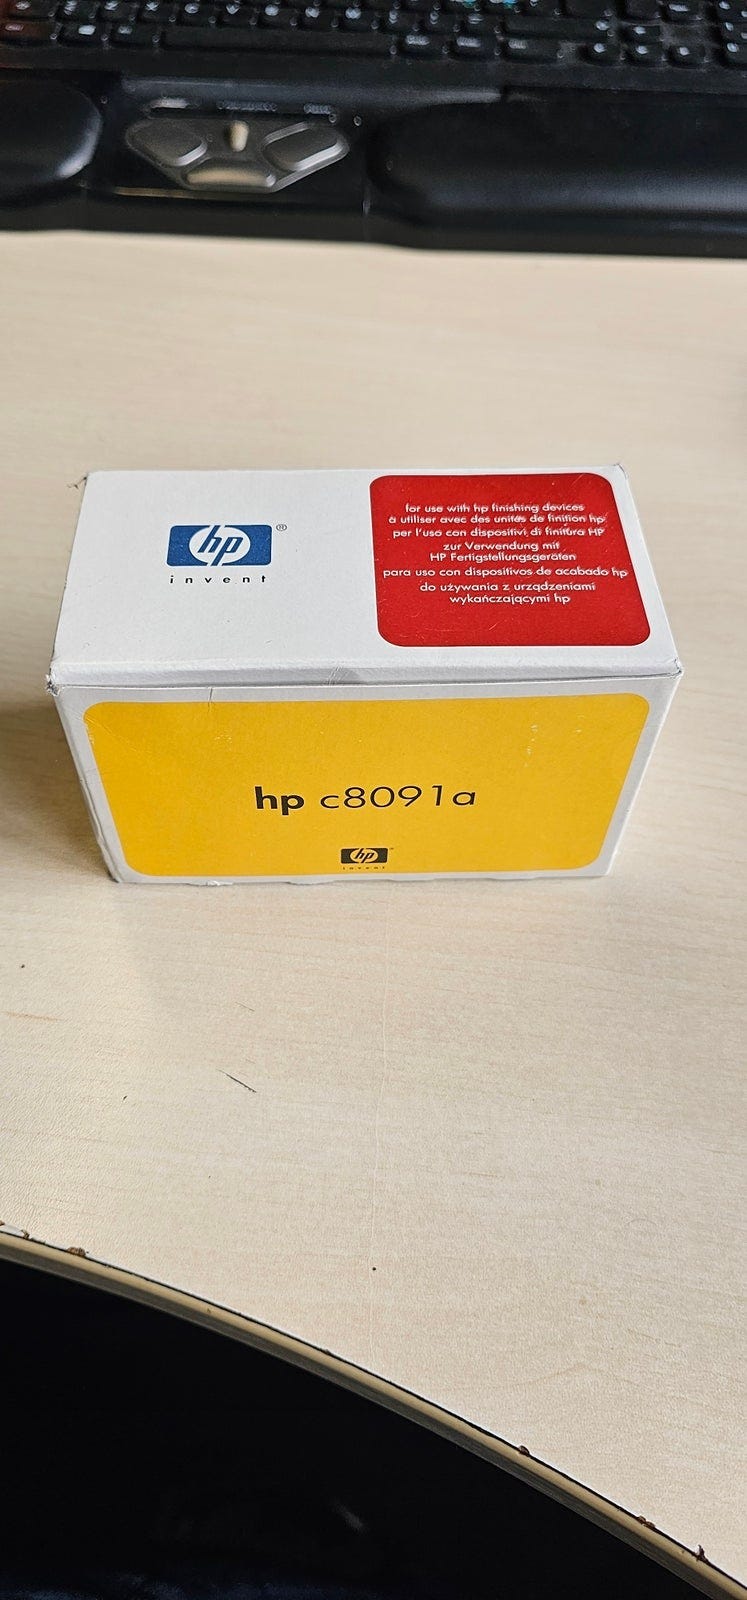 hp®
invent
for use with hp finishing devices
à utiliser avec des unités de finition hp
per l'uso con dispositivi di finitura HP
zur Verwendung mit
HP Fertigstellungsgeräten
para uso con dispositivos de acabado hp
do używania z urządzeniami
wykańczającymi hp
hp c8091a
hp
invent